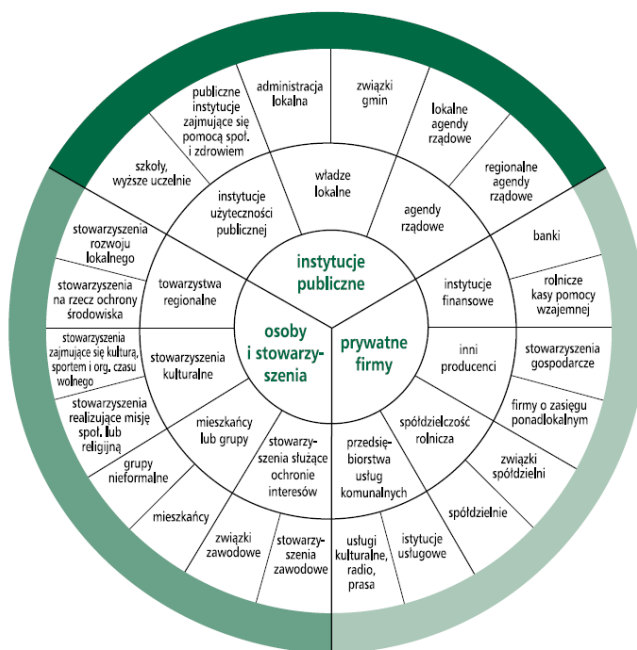 publiczne
instytucje
zajmujące się
pomocą społ.
i zdrowiem
administracja
lokalna
związki
gmin
lokalne
agendy
rządowe
szkoły,
wyższe uczelnie
regionalne
agendy
rządowe
instytucje
użyteczności
publicznej
władze
lokalne
agendy
rządowe
instytucje
publiczne
stowarzyszenia
rozwoju
lokalnego
banki
stowarzyszenia
na rzecz ochrony
środowiska
towarzystwa
regionalne
instytucje
finansowe
rolnicze
kasy pomocy
wzajemnej
osoby
i stowarzy-
szenia
prywatne
firmy
stowarzyszenia
zajmujące się kulturą,
sportem i org. czasu
wolnego
stowarzyszenia
kulturalne
inni
producenci
stowarzyszenia
gospodarcze
stowarzyszenia
realizujące misję
społ. lub
religijną
firmy o zasięgu
ponadlokalnym
mieszkańcy
lub grupy
stowarzy-
szenia służące
ochronie
interesów
przedsię-
biorstwa
usług
komunalnych
spółdzielczość
rolnicza
grupy
nieformalne
związki
spółdzielni
mieszkańcy
spółdzielnie
związki
zawodowe
stowarzy-
szenia
zawodowe
usługi
kulturalne,
radio,
prasa
istytucje
usługowe